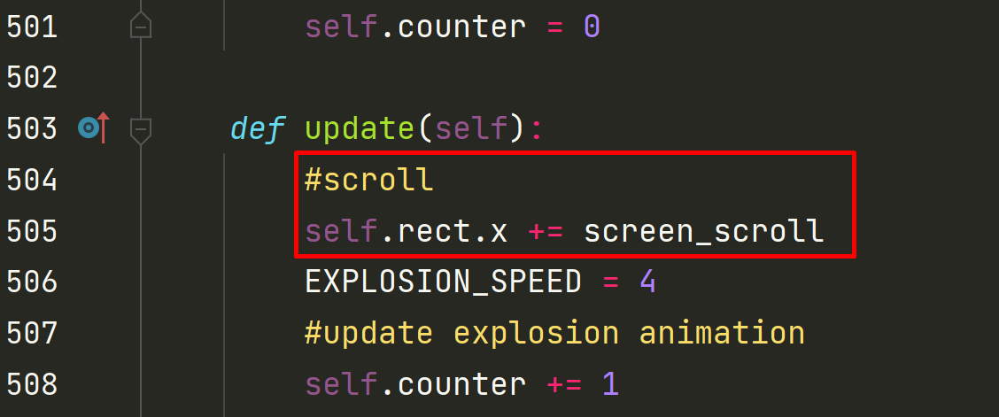 501 self.counter = 0
502
503 def update(self):
504 #scroll
505 self.rect.x += screen_scroll
506 EXPLOSION_SPEED = 4
507 #update explosion animation
508 self.counter += 1